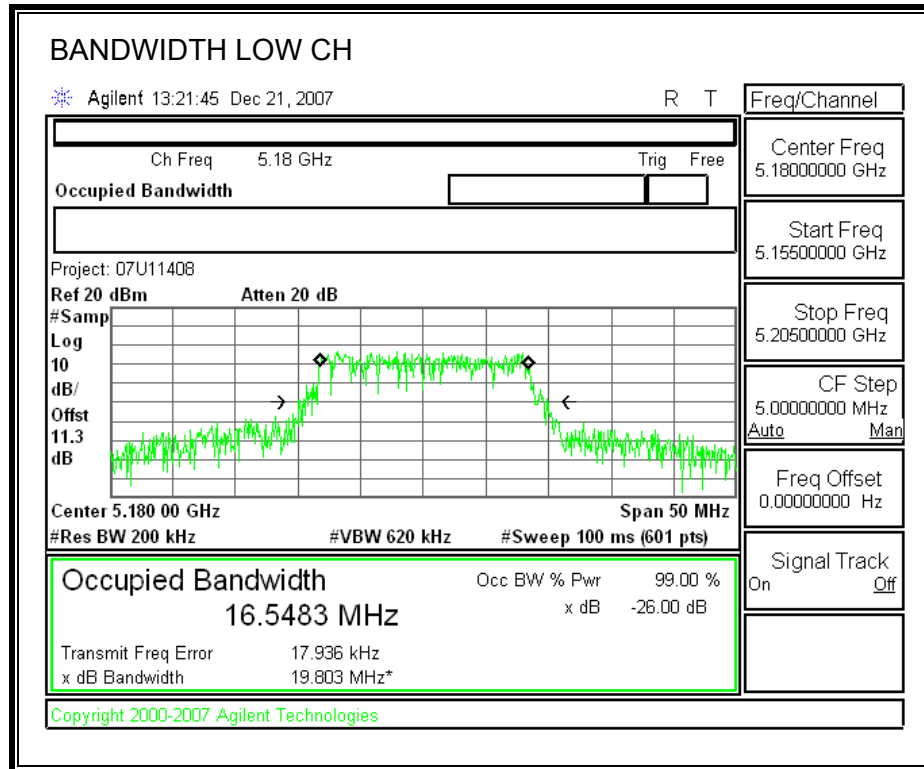 BANDWIDTH LOW CH
Agilent 13:21:45 Dec 21, 2007 R T
Freq/Channel
Ch Freq 5.18 GHz Trig Free
Occupied Bandwidth
Center Freq
5.18000000 GHz
Start Freq
5.15500000 GHz
Stop Freq
5.20500000 GHz
CF Step
5.00000000 MHz
Auto Man
Freq Offset
0.00000000 Hz
Signal Track
On Off
Project: 07U11408
Ref 20 dBm Atten 20 dB
#Samp
Log
10
dB/
Offst
11.3
dB
Center 5.180 00 GHz Span 50 MHz
#Res BW 200 kHz #VBW 620 kHz #Sweep 100 ms (601 pts)
Occupied Bandwidth Occ BW % Pwr 99.00 %
16.5483 MHz x dB -26.00 dB
Transmit Freq Error 17.936 kHz
x dB Bandwidth 19.803 MHz*
Copyright 2000-2007 Agilent Technologies